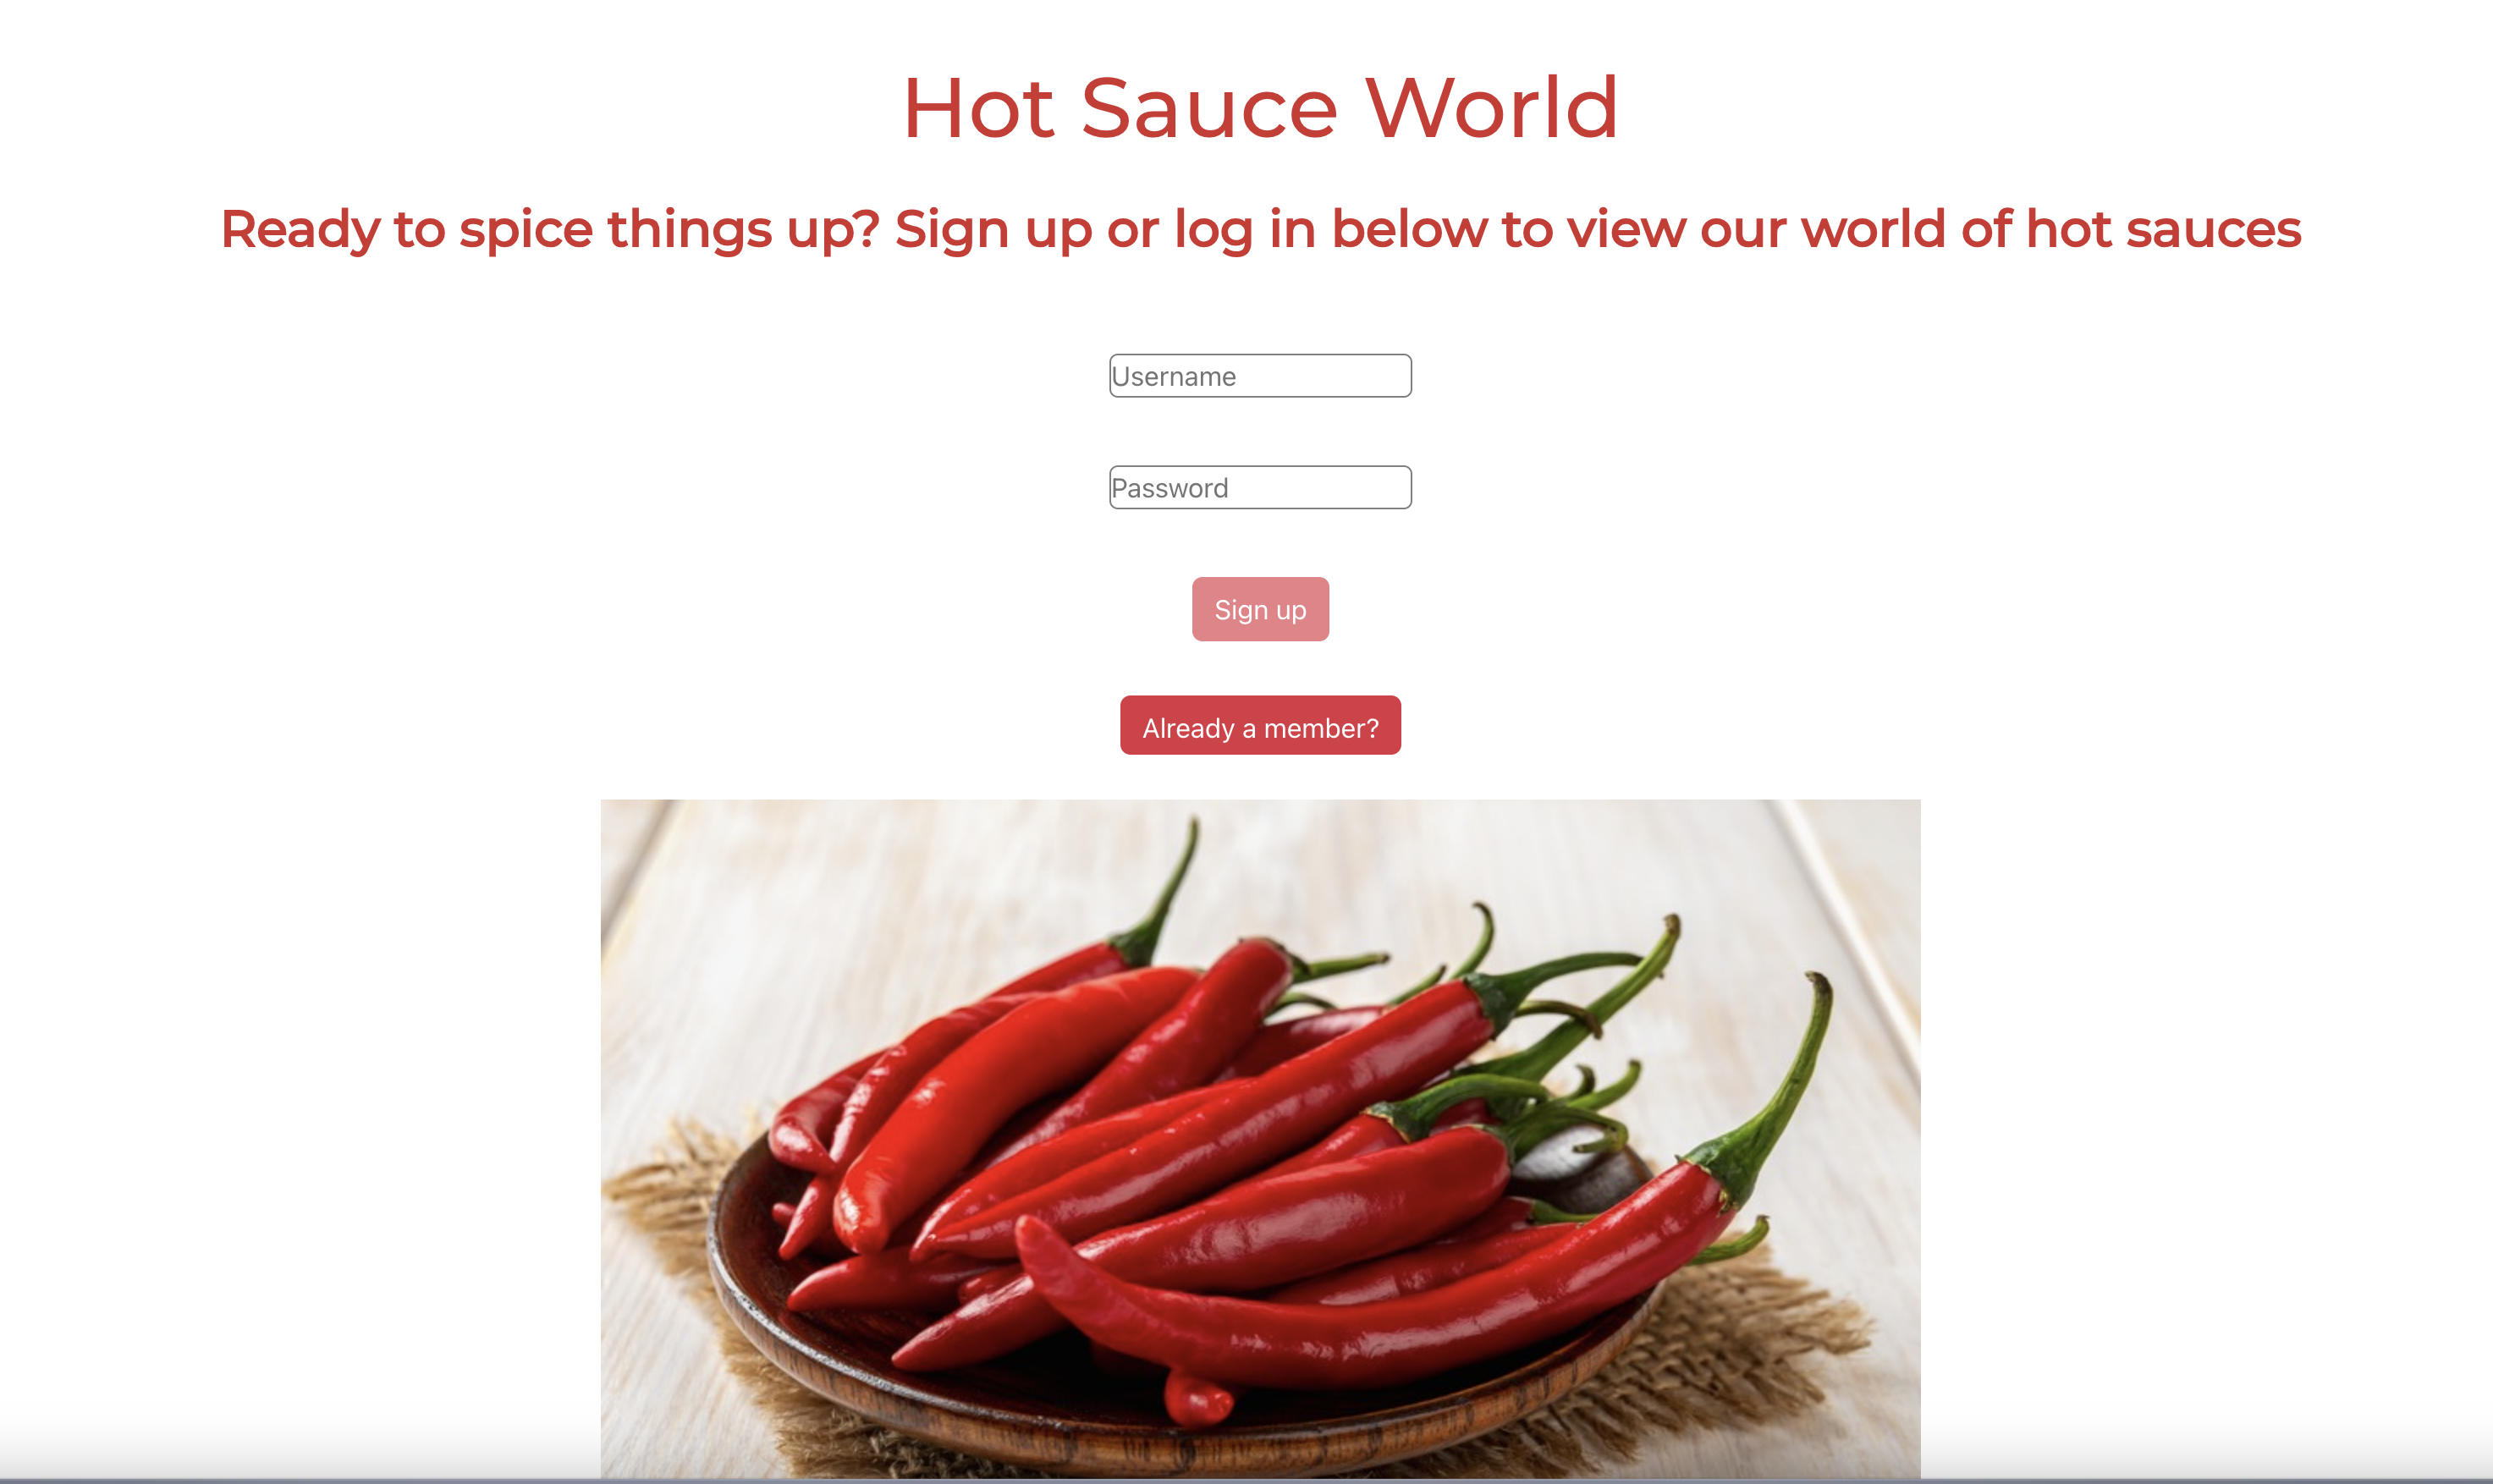 Hot Sauce World
Ready to spice things up? Sign up or log in below to view our world of hot sauces
Username
Password
Sign up
Already a member?